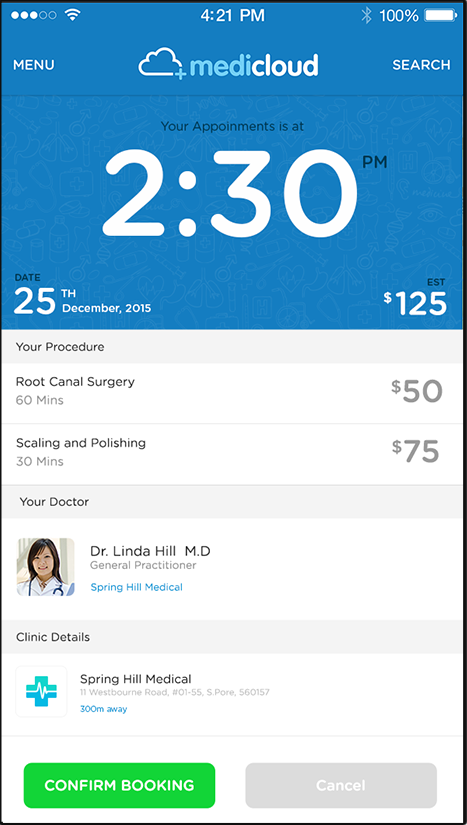 4:21 PM 100%
MENU medicloud SEARCH
Your Appoinments is at
2:30 PM
DATE EST
25 TH December, 2015 $125
Your Procedure
Root Canal Surgery $50
60 Mins
Scaling and Polishing $75
30 Mins
Your Doctor
Dr. Linda Hill M.D
General Practitioner
Spring Hill Medical
Clinic Details
Spring Hill Medical
11 Westbourne Road, #01-55, S.Pore, 560157
300m away
CONFIRM BOOKING Cancel